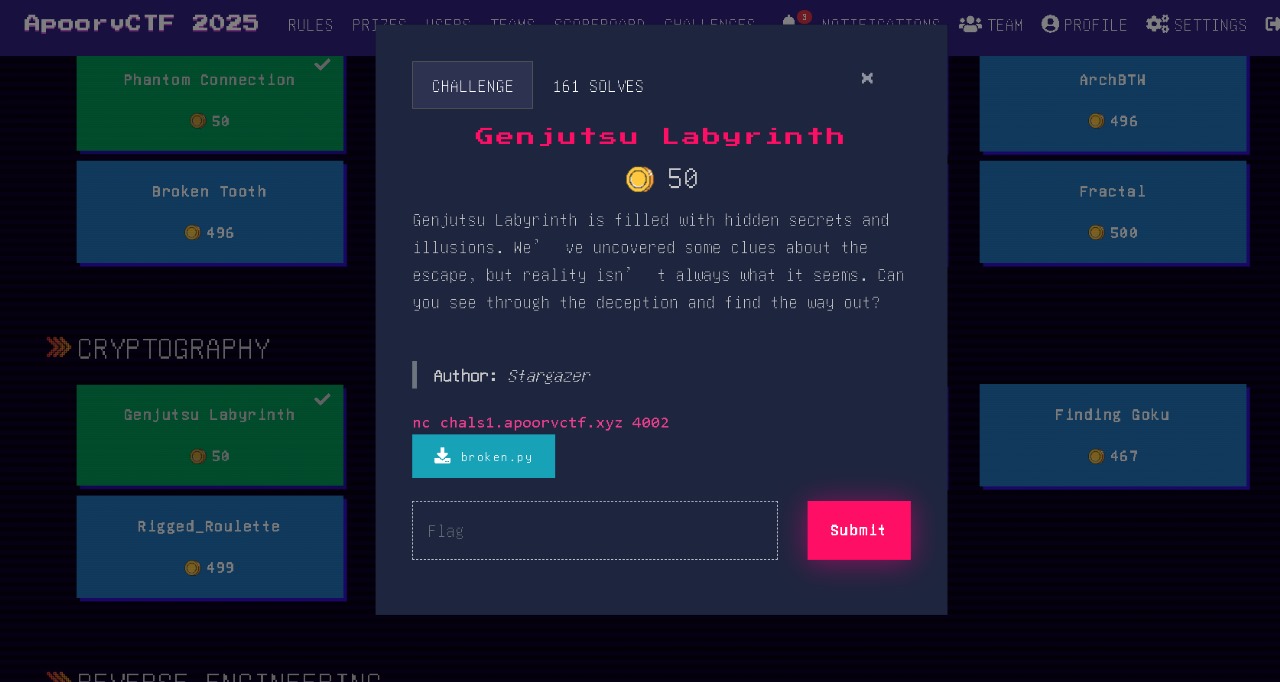 ApoorvCTF 2025 RULES PRIZES USERS TEAMS SCOREBOARD CHALLENGES 3 NOTIFICATIONS TEAM PROFILE SETTINGS
CHALLENGE 161 SOLVES
Genjutsu Labyrinth
50
Genjutsu Labyrinth is filled with hidden secrets and
illusions. We’ ve uncovered some clues about the
escape, but reality isn’ t always what it seems. Can
you see through the deception and find the way out?
Author: Stargazer
nc chals1.apoorvctf.xyz 4002
broken.py
Flag
Submit
Phantom Connection
50
ArchBTW
496
Broken Tooth
496
Fractal
500
CRYPTOGRAPHY
Genjutsu Labyrinth
50
Finding Goku
467
Rigged_Roulette
499
REVERSE ENGINEERING